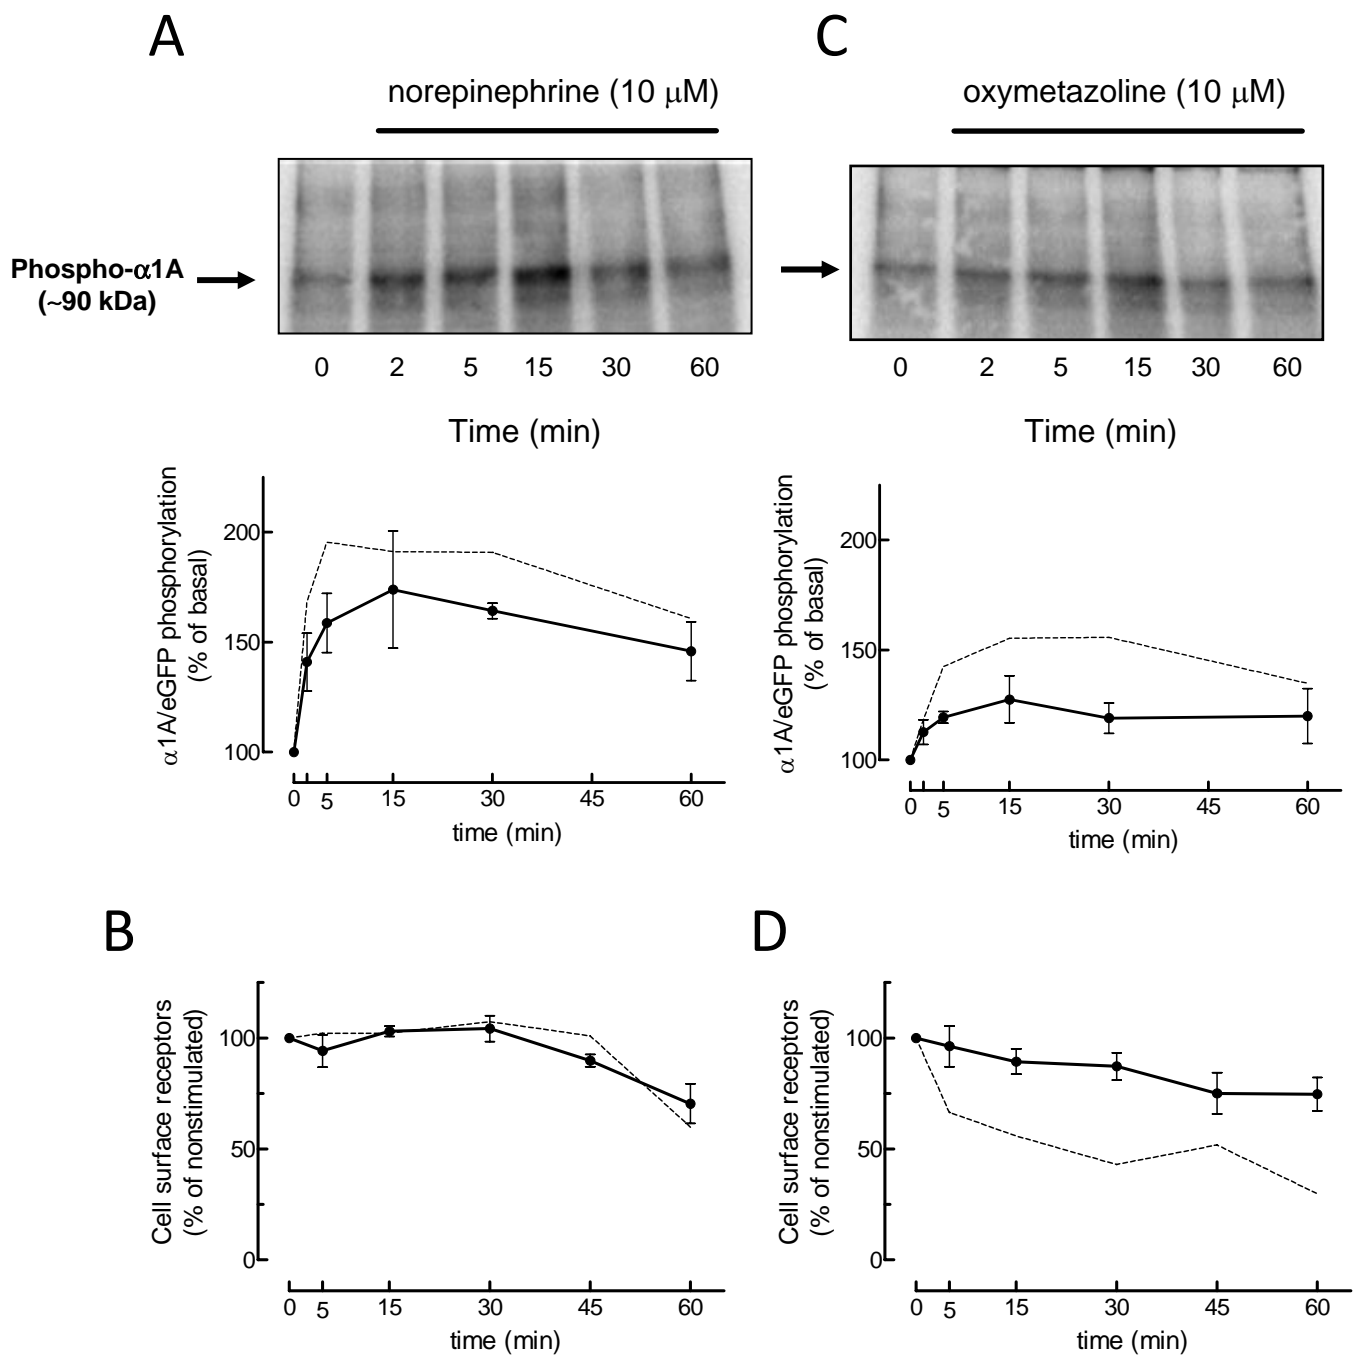 A
norepinephrine (10 μM)
Phospho-α1A
(~90 kDa)
0 2 5 15 30 60
Time (min)
α1A/eGFP phosphorylation
(% of basal)
200
150
100
0 5 15 30 45 60
time (min)
B
Cell surface receptors
(% of nonstimulated)
100
50
0
0 5 15 30 45 60
time (min)
C
oxymetazoline (10 μM)
0 2 5 15 30 60
Time (min)
α1A/eGFP phosphorylation
(% of basal)
200
150
100
0 5 15 30 45 60
time (min)
D
Cell surface receptors
(% of nonstimulated)
100
50
0
0 5 15 30 45 60
time (min)